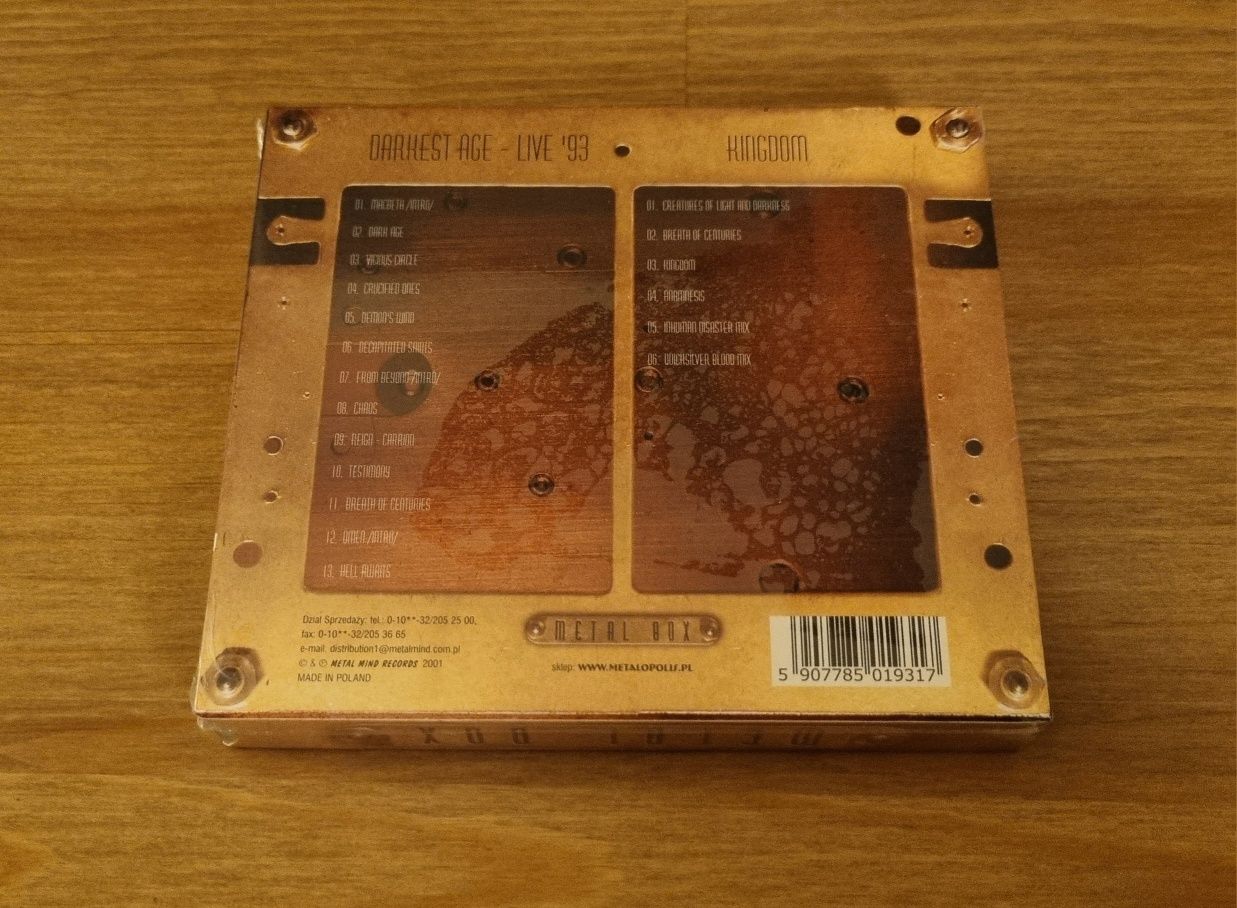 DARKEST AGE - LIVE '93
01. MACBETH /INTRO/
02. DARK AGE
03. VICIOUS CIRCLE
04. CRUCIFIED ONES
05. DEMON'S WIND
06. DECAPITATED SAINTS
07. FROM BEYOND /INTRO/
08. CHAOS
09. REIGN - CARRION
10. TESTIMONY
11. BREATH OF CENTURIES
12. OMEN /INTRO/
13. HELL AWAITS
KINGDOM
01. CREATURES OF LIGHT AND DARKNESS
02. BREATH OF CENTURIES
03. KINGDOM
04. ANAMNESIS
05. INHUMAN DISASTER MIX
06. QUICKSILVER BLOOD MIX
Dział Sprzedaży: tel.: 0-10**-32/205 25 00,
fax: 0-10**-32/205 36 65
e-mail: distribution1@metalmind.com.pl
© & ℗ METAL MIND RECORDS 2001
MADE IN POLAND
METAL BOX
sklep: WWW.METALOPOLIS.PL
5 907785 019317
METAL BOX